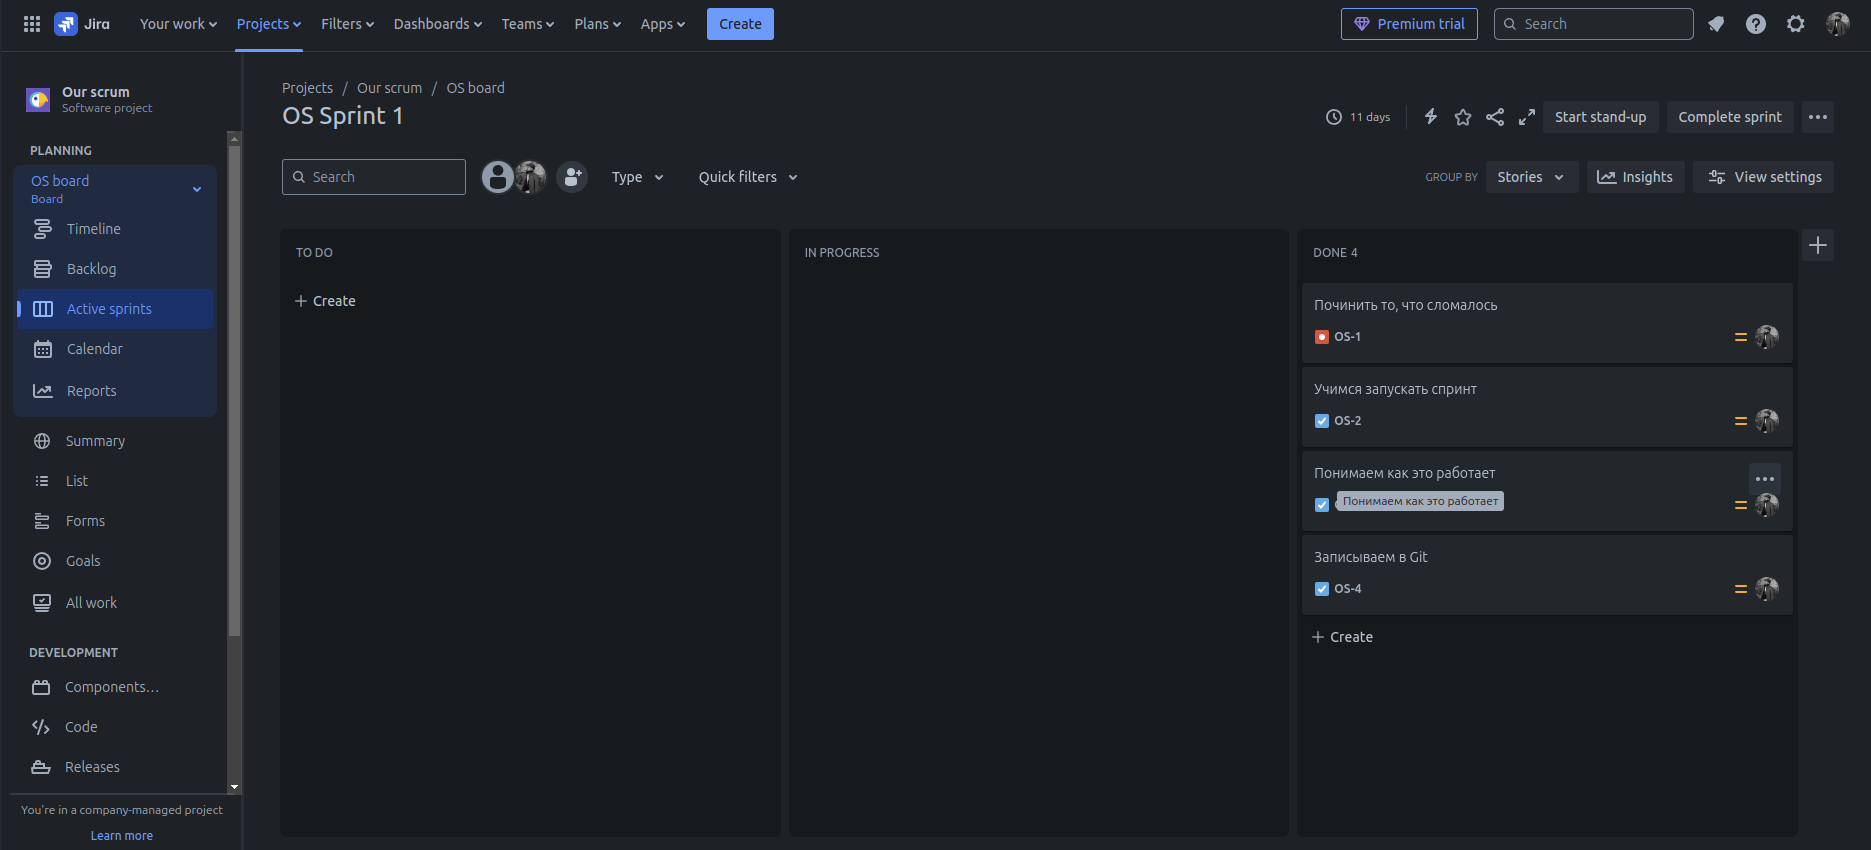 Jira Your work Projects Filters Dashboards Teams Plans Apps Create Premium trial Search
Our scrum
Software project
PLANNING
OS board
Board
Timeline
Backlog
Active sprints
Calendar
Reports
Summary
List
Forms
Goals
All work
DEVELOPMENT
Components...
Code
Releases
You're in a company-managed project
Learn more
Projects / Our scrum / OS board
OS Sprint 1
11 days Start stand-up Complete sprint
Search Type Quick filters GROUP BY Stories Insights View settings
TO DO
Create
IN PROGRESS
DONE 4
Починить то, что сломалось
OS-1
Учимся запускать спринт
OS-2
Понимаем как это работает
Понимаем как это работает
Записываем в Git
OS-4
Create